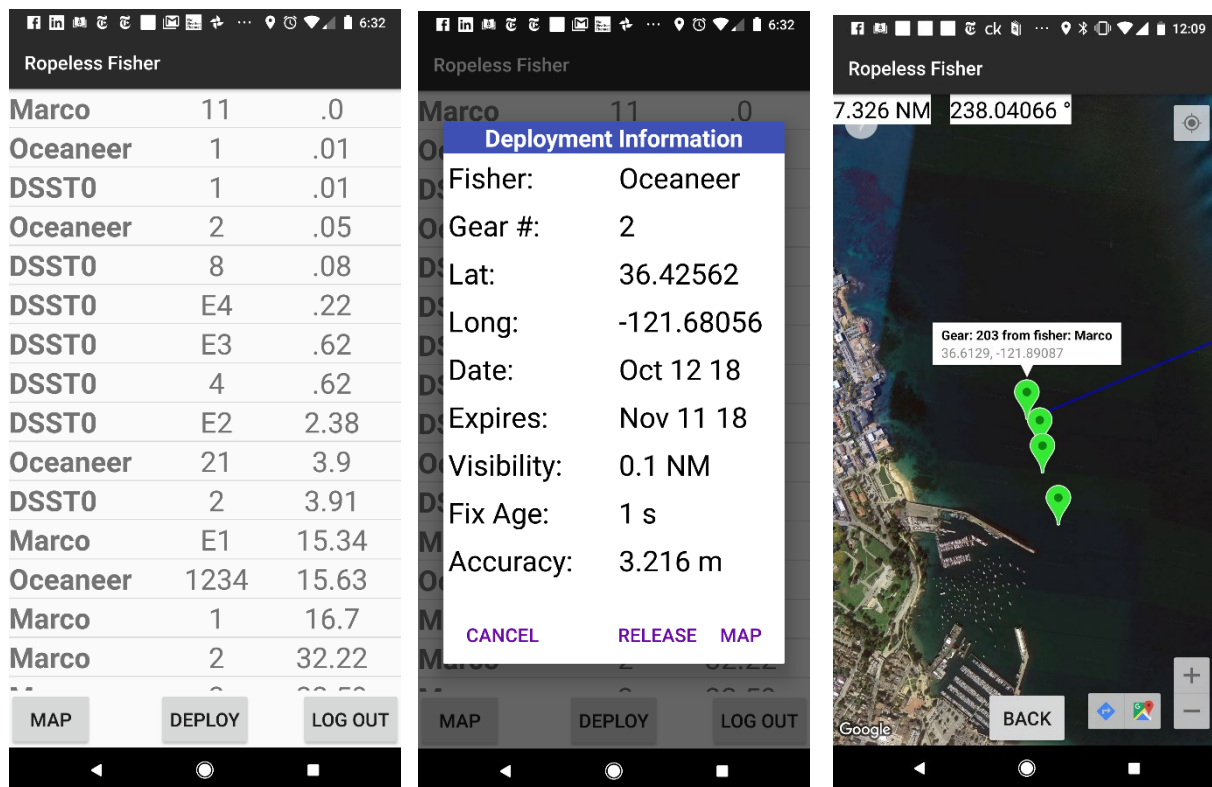 6:32
Ropeless Fisher
Marco 11 .0
Oceaneer 1 .01
DSST0 1 .01
Oceaneer 2 .05
DSST0 8 .08
DSST0 E4 .22
DSST0 E3 .62
DSST0 4 .62
DSST0 E2 2.38
Oceaneer 21 3.9
DSST0 2 3.91
Marco E1 15.34
Oceaneer 1234 15.63
Marco 1 16.7
Marco 2 32.22
MAP DEPLOY LOG OUT
6:32
Ropeless Fisher
Marco 11 .0
Deployment Information
Fisher: Oceaneer
Gear #: 2
Lat: 36.42562
Long: -121.68056
Date: Oct 12 18
Expires: Nov 11 18
Visibility: 0.1 NM
Fix Age: 1 s
Accuracy: 3.216 m
CANCEL RELEASE MAP
MAP DEPLOY LOG OUT
ck 12:09
Ropeless Fisher
7.326 NM 238.04066 °
Gear: 203 from fisher: Marco
36.6129, -121.89087
Google
BACK